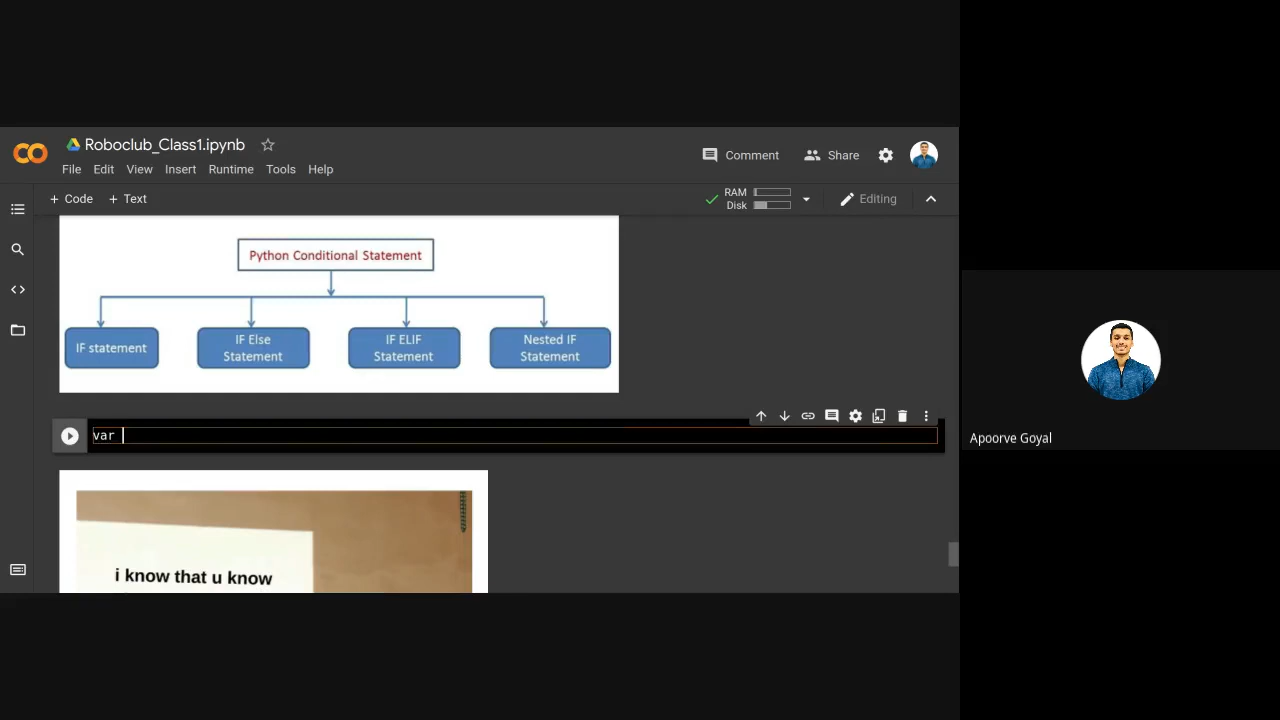 Roboclub_Class1.ipynb
File Edit View Insert Runtime Tools Help
Comment
Share
+ Code + Text
RAM
Disk
Editing
Python Conditional Statement
IF statement
IF Else
Statement
IF ELIF
Statement
Nested IF
Statement
var
i know that u know
Apoorve Goyal